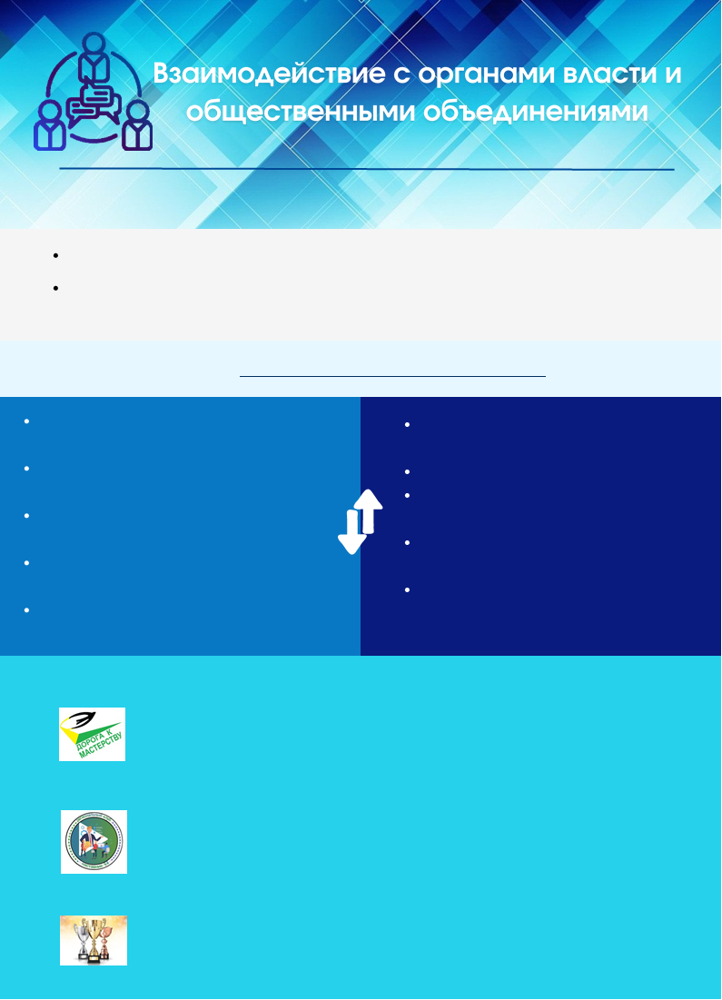 Взаимодействие с органами власти и
общественными объединениями
ДОРОГА К
МАСТЕРСТВУ